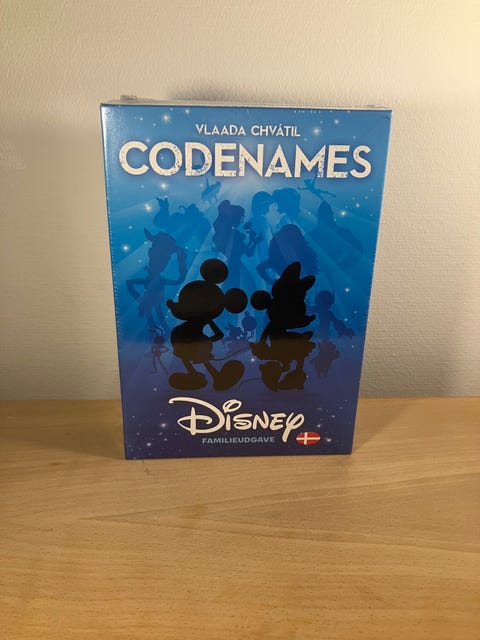 VLAADA CHVÁTIL
CODENAMES
Disney
FAMILIEUDGAVE